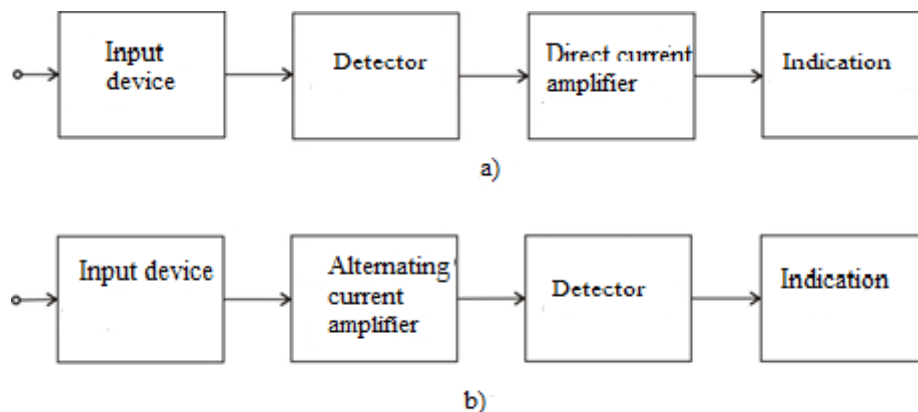 Input
device
Detector
Direct current
amplifier
Indication
a)
Input device
Alternating
current
amplifier
Detector
Indication
b)